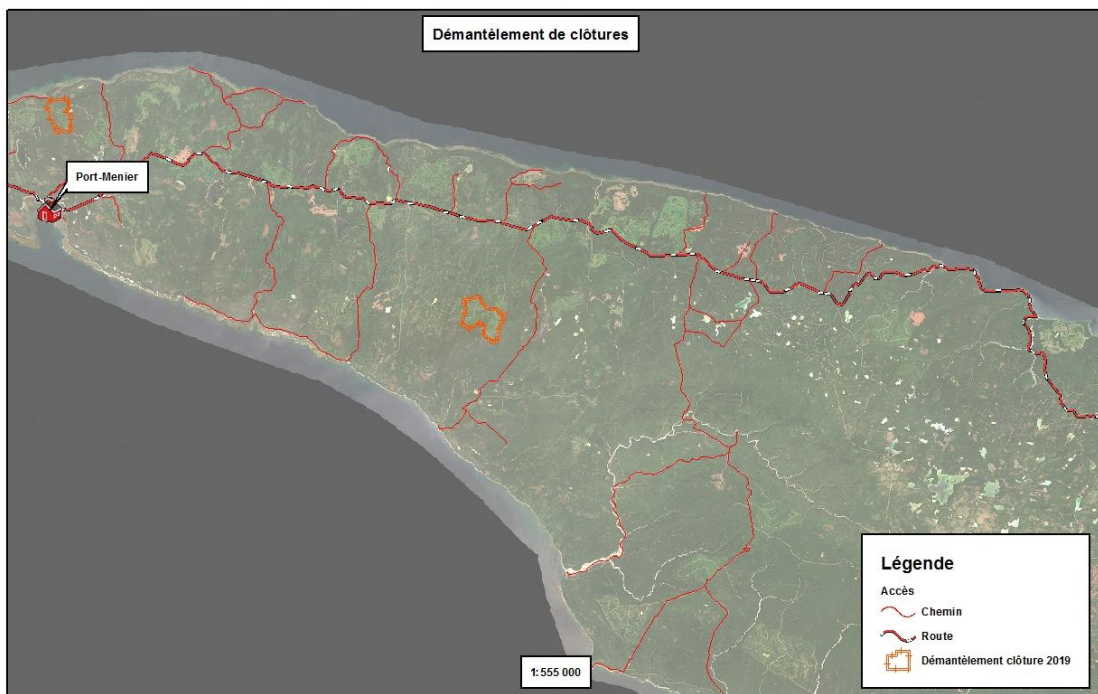 Démantèlement de clôtures
Port-Menier
Légende
Accès
Chemin
Route
Démantèlement clôture 2019
1:555 000